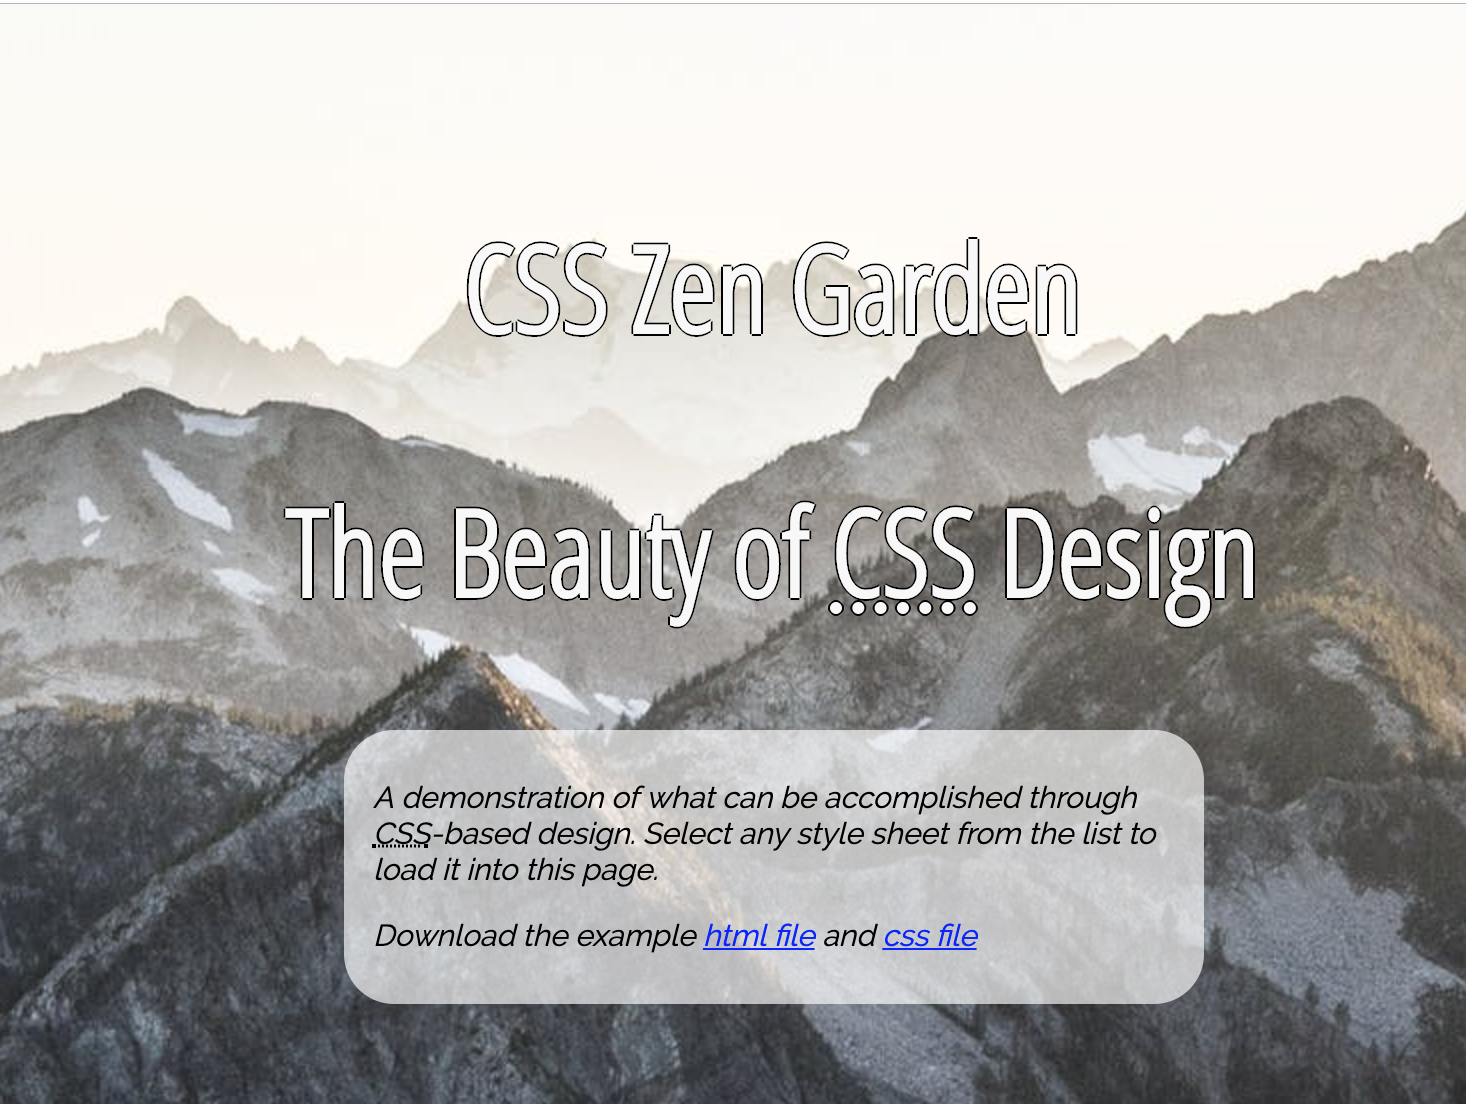 CSS Zen Garden
The Beauty of CSS Design
A demonstration of what can be accomplished through
CSS-based design. Select any style sheet from the list to
load it into this page.
Download the example html file and css file